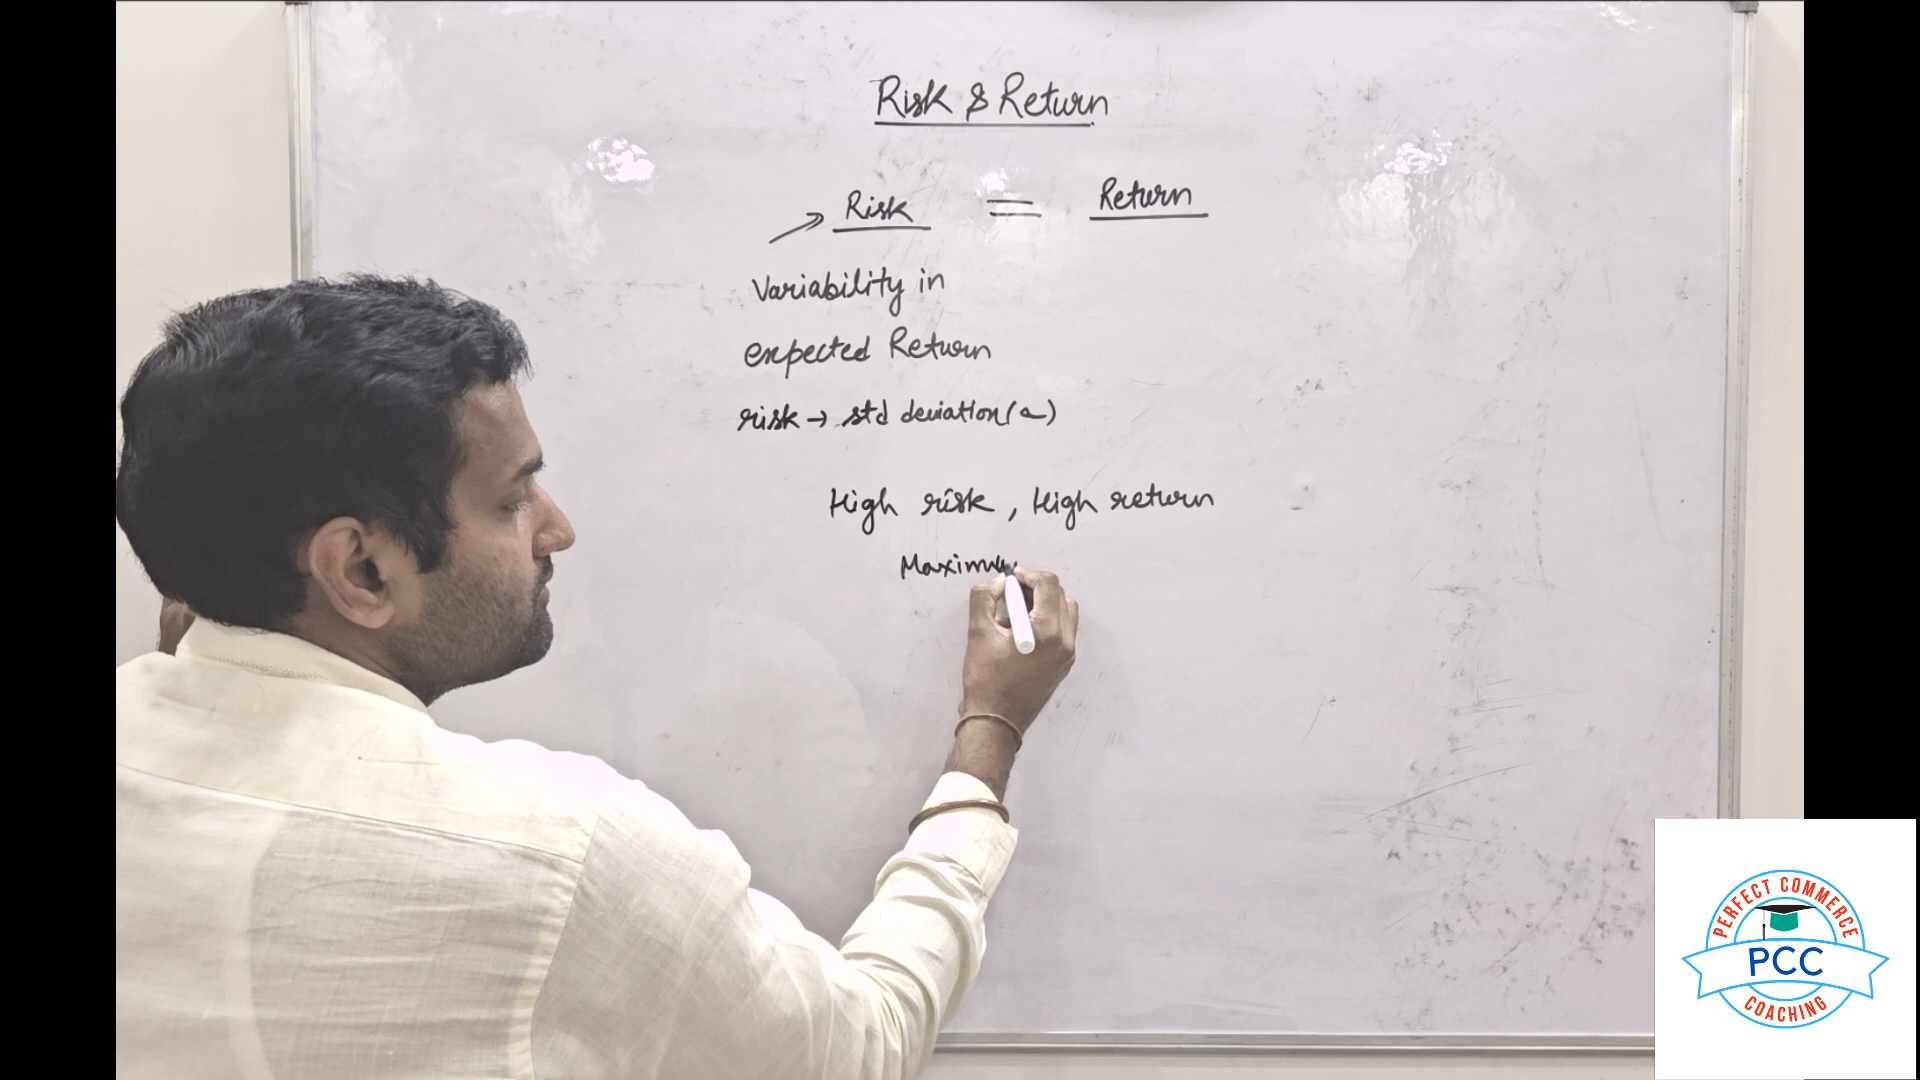 Risk & Return
Risk = Return
Variability in
expected Return
risk → std deviation (σ)
High risk, High return
Maximu
PERFECT COMMERCE
PCC
COACHING